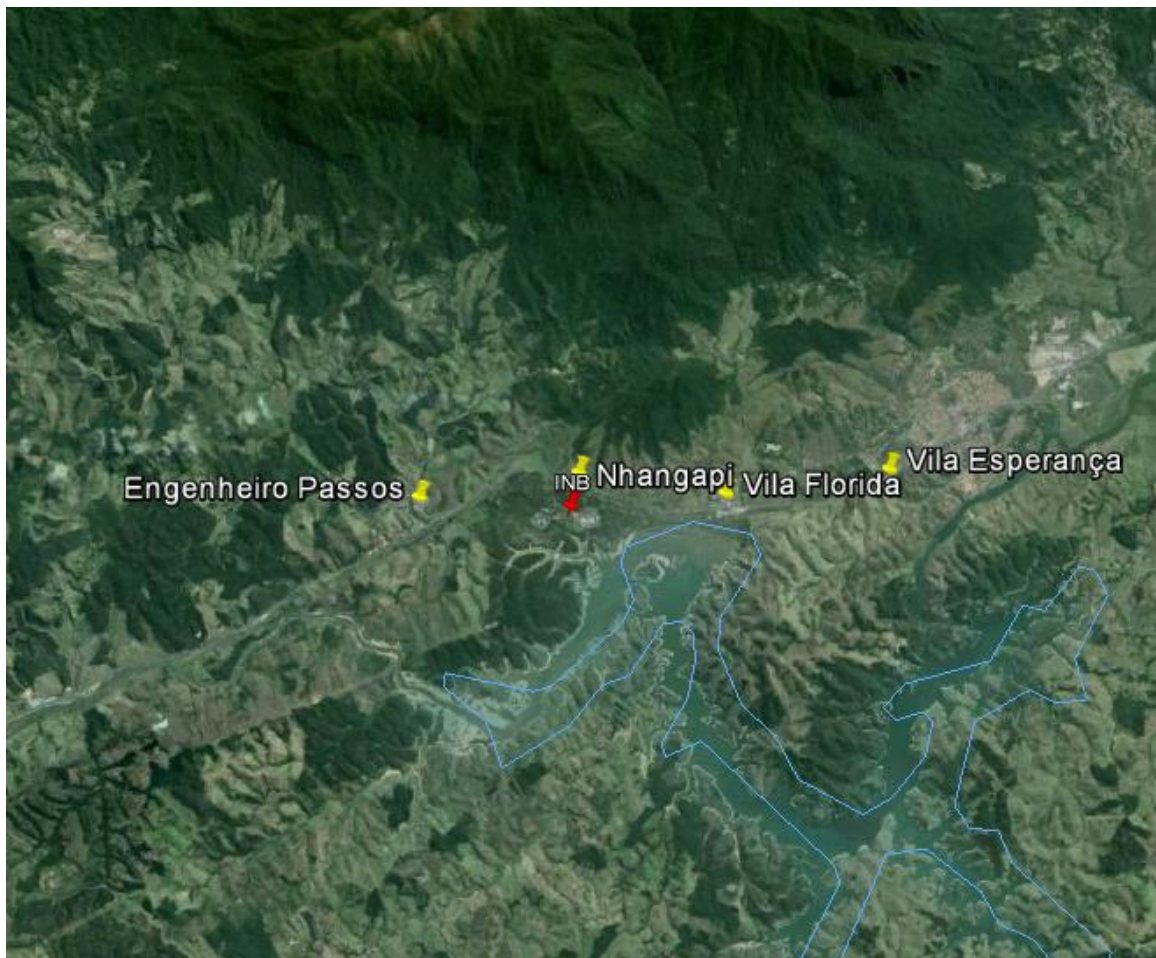 Engenheiro Passos
INB
Nhangapi
Vila Florida
Vila Esperança